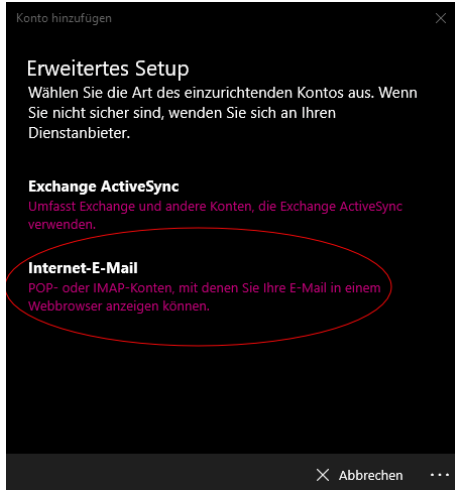 Konto hinzufügen
Erweitertes Setup
Wählen Sie die Art des einzurichtenden Kontos aus. Wenn
Sie nicht sicher sind, wenden Sie sich an Ihren
Dienstanbieter.
Exchange ActiveSync
Umfasst Exchange und andere Konten, die Exchange ActiveSync
verwenden.
Internet-E-Mail
POP- oder IMAP-Konten, mit denen Sie Ihre E-Mail in einem
Webbrowser anzeigen können.
Abbrechen